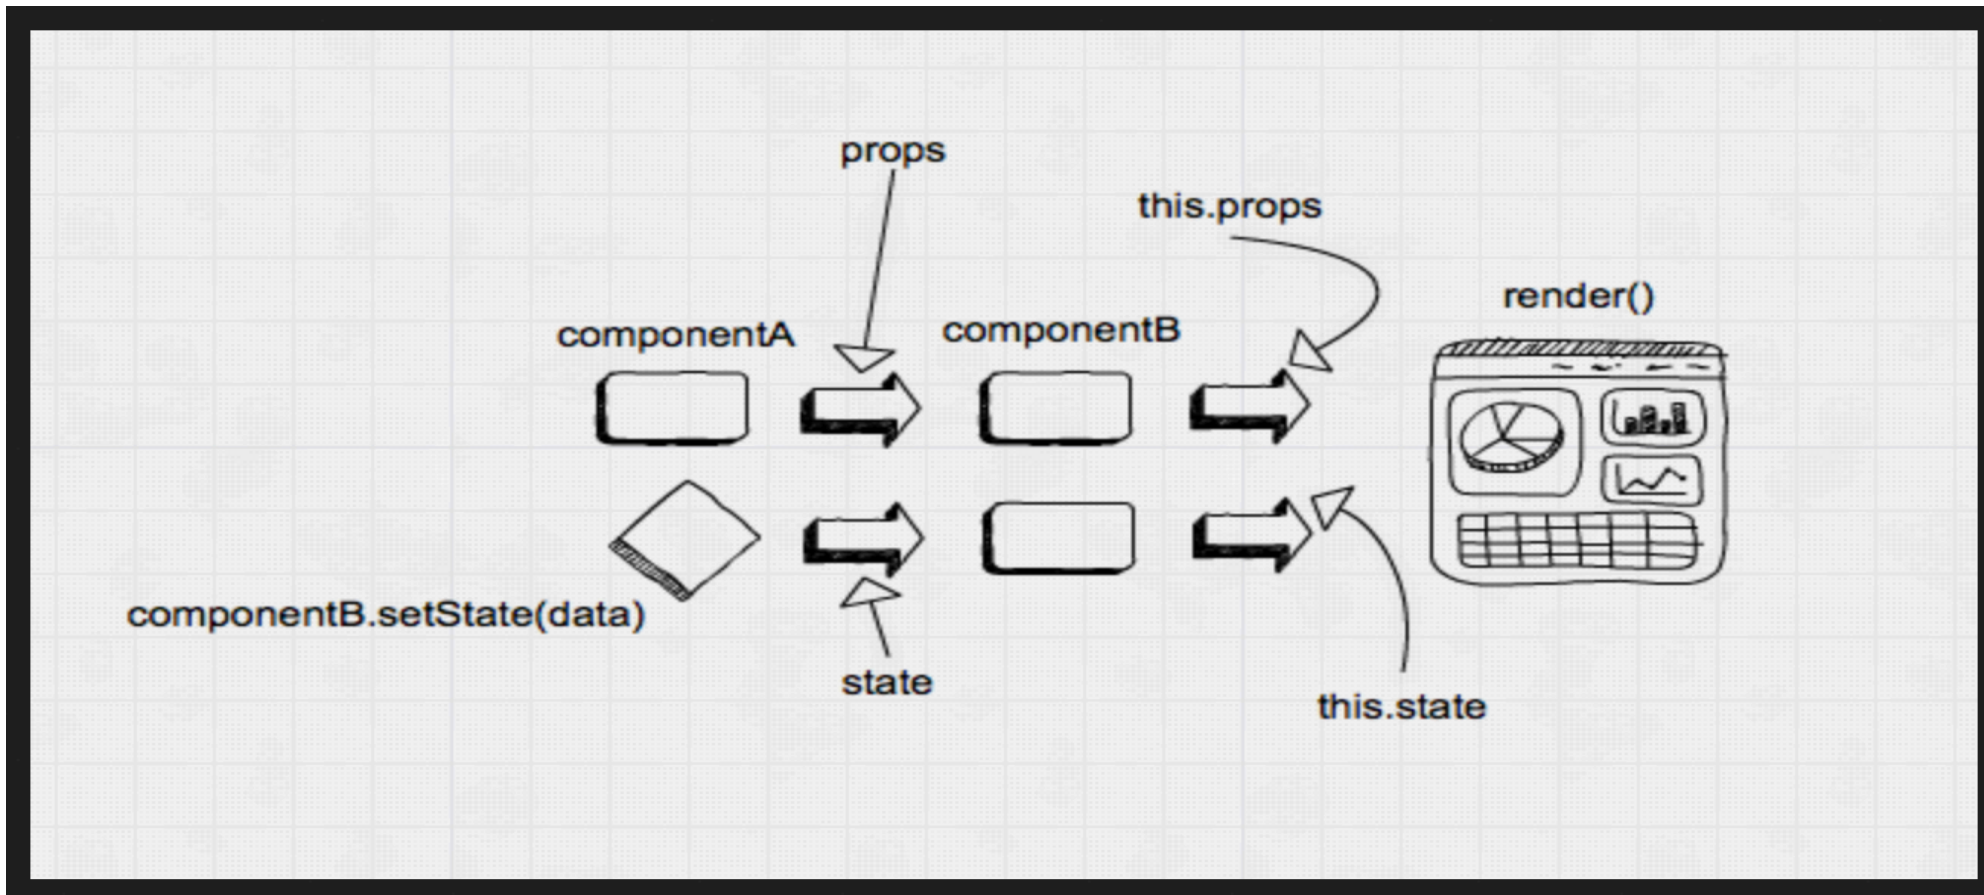 props
this.props
render()
componentA
componentB
componentB.setState(data)
state
this.state